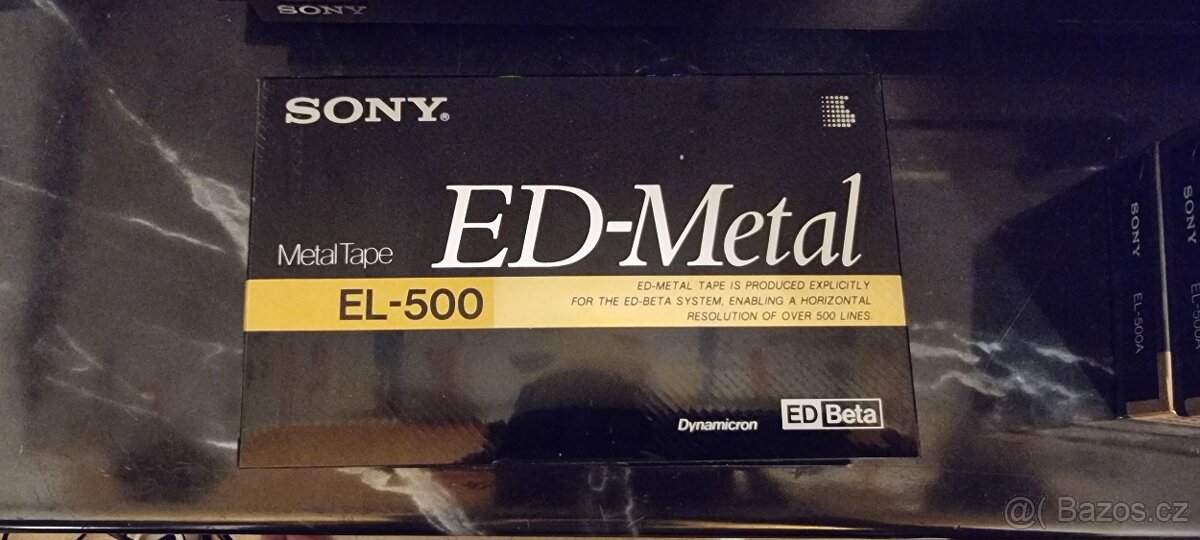 SONY
SONY®
ED-Metal
Metal Tape
EL-500
ED-METAL TAPE IS PRODUCED EXPLICITLY
FOR THE ED-BETA SYSTEM, ENABLING A HORIZONTAL
RESOLUTION OF OVER 500 LINES.
Dynamicron
ED Beta
SONY EL-500A
SONY EL-500A
@( Bazos.cz